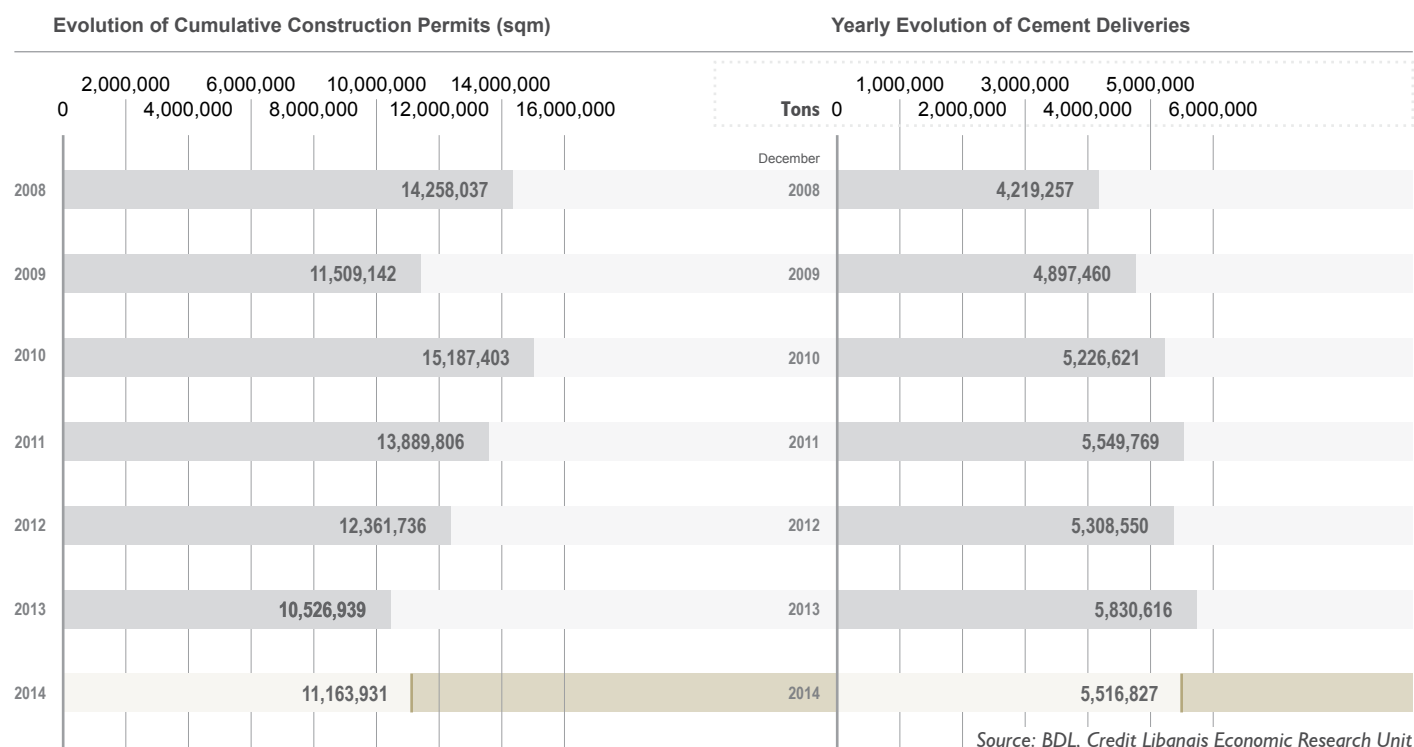 Evolution of Cumulative Construction Permits (sqm)
2,000,000 6,000,000 10,000,000 14,000,000
0 4,000,000 8,000,000 12,000,000 16,000,000
2008 14,258,037
2009 11,509,142
2010 15,187,403
2011 13,889,806
2012 12,361,736
2013 10,526,939
2014 11,163,931
Yearly Evolution of Cement Deliveries
1,000,000 3,000,000 5,000,000
Tons 0 2,000,000 4,000,000 6,000,000
December
2008 4,219,257
2009 4,897,460
2010 5,226,621
2011 5,549,769
2012 5,308,550
2013 5,830,616
2014 5,516,827
Source: BDL, Credit Libanais Economic Research Unit